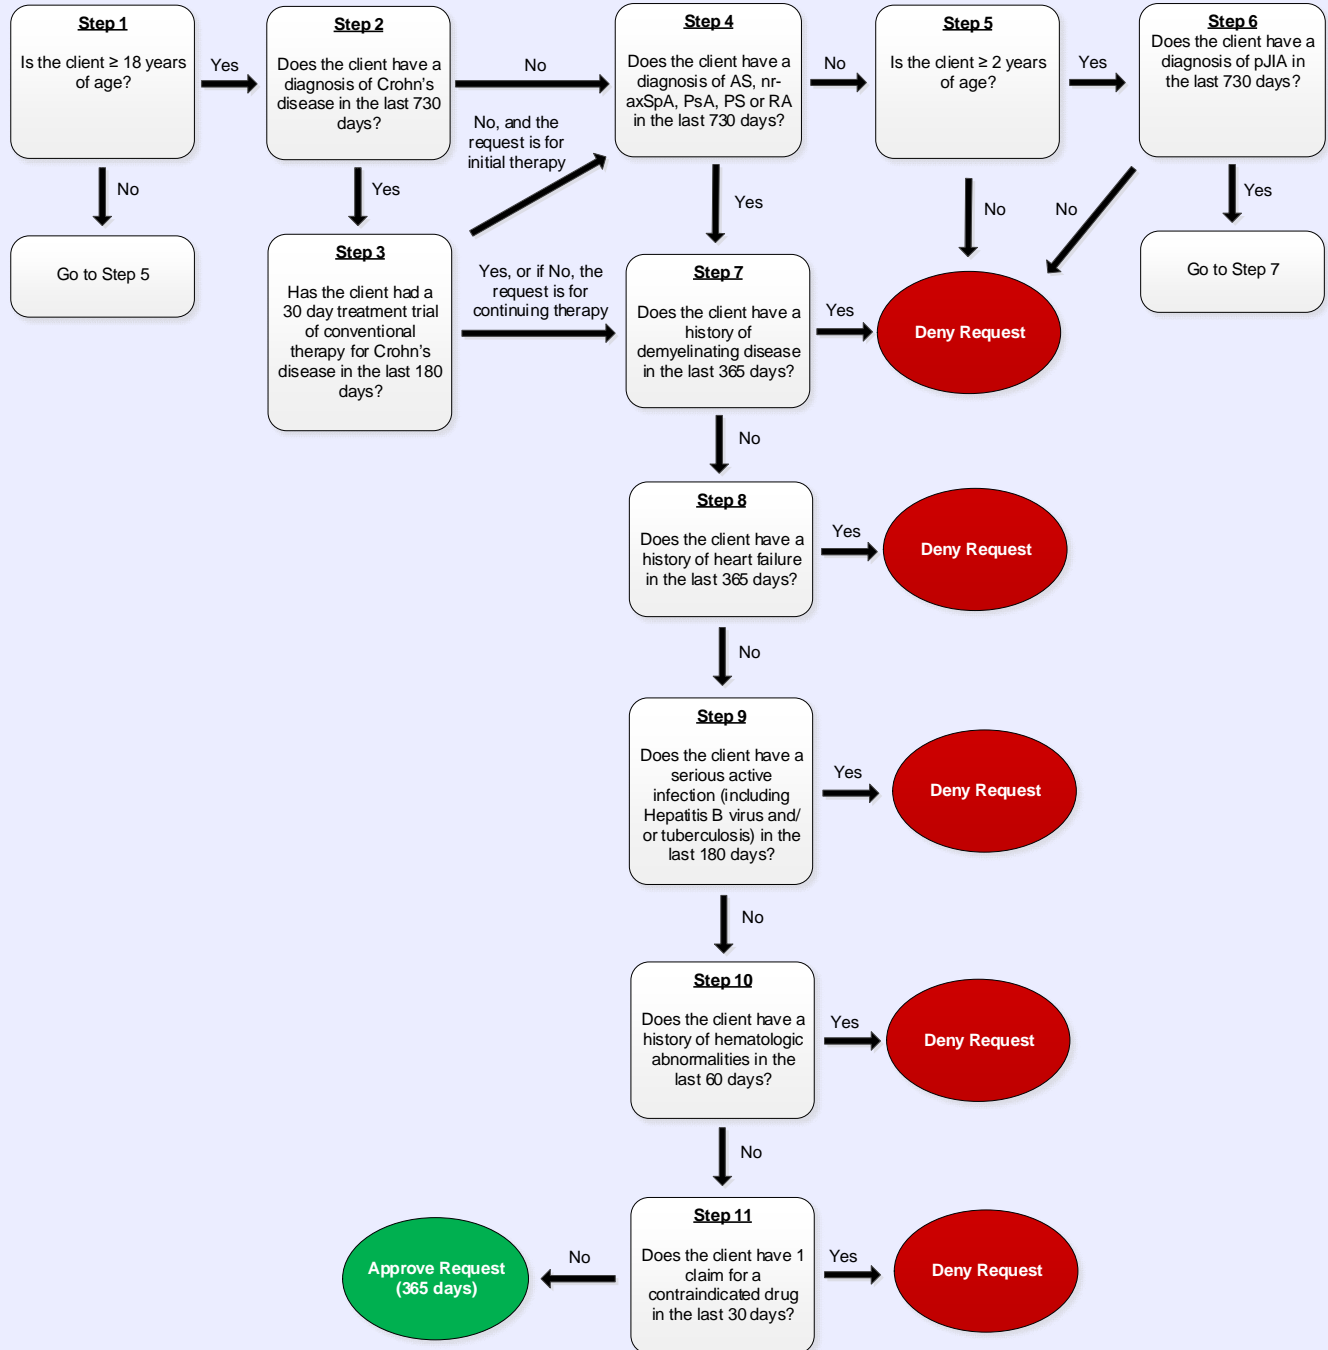 Step 1
Is the client ≥ 18 years
of age?
Yes
No
Go to Step 5
Step 2
Does the client have a
diagnosis of Crohn's
disease in the last 730
days?
No
Yes
Step 3
Has the client had a
30 day treatment trial
of conventional
therapy for Crohn's
disease in the last 180
days?
No, and the
request is for
initial therapy
Yes, or if No, the
request is for
continuing therapy
Step 4
Does the client have a
diagnosis of AS, nr-
axSpA, PsA, PS or RA
in the last 730 days?
No
Yes
Step 5
Is the client ≥ 2 years
of age?
Yes
No
Step 6
Does the client have a
diagnosis of pJIA in
the last 730 days?
No
Yes
Go to Step 7
Step 7
Does the client have a
history of
demyelinating disease
in the last 365 days?
Yes
Deny Request
No
Step 8
Does the client have a
history of heart failure
in the last 365 days?
Yes
Deny Request
No
Step 9
Does the client have a
serious active
infection (including
Hepatitis B virus and/
or tuberculosis) in the
last 180 days?
Yes
Deny Request
No
Step 10
Does the client have a
history of hematologic
abnormalities in the
last 60 days?
Yes
Deny Request
No
Step 11
Does the client have 1
claim for a
contraindicated drug
in the last 30 days?
Yes
Deny Request
No
Approve Request
(365 days)